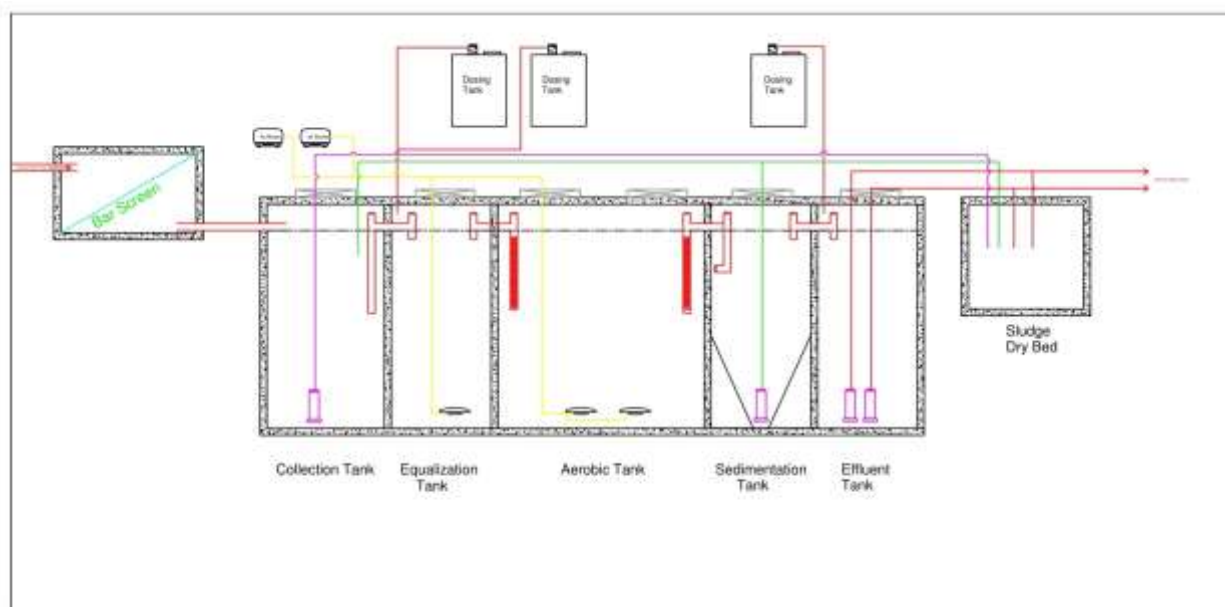 Dosing
Tank
Dosing
Tank
Dosing
Tank
Bar Screen
Sludge
Dry Bed
Collection Tank
Equalization
Tank
Aerobic Tank
Sedimentation
Tank
Effluent
Tank